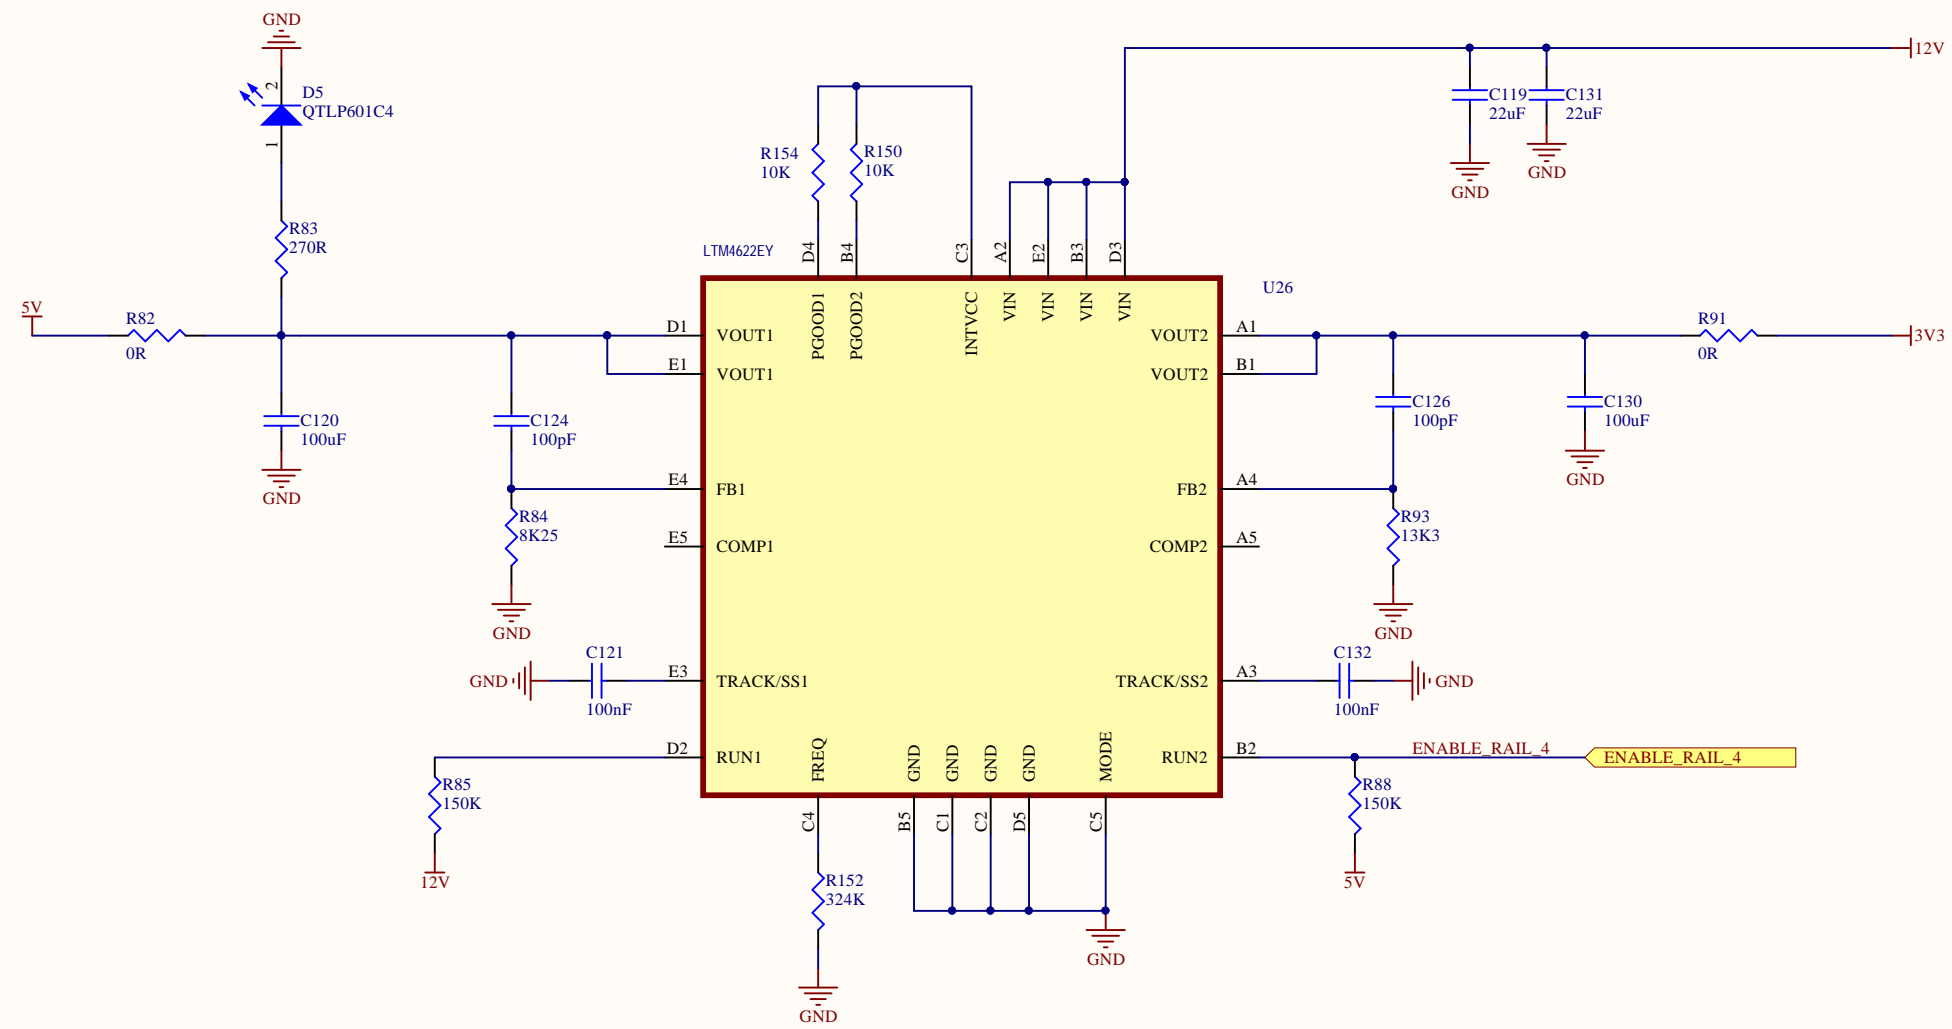 GND
2
D5
QTLP601C4
1
R83
270R
5V
R82
0R
C120
100uF
GND
C124
100pF
R84
8K25
GND
GND
C121
100nF
R85
150K
12V
R154
10K
R150
10K
LTM4622EY
U26
D4
B4
C3
A2
E2
B3
D3
PGOOD1
PGOOD2
INTVCC
VIN
VIN
VIN
VIN
D1
VOUT1
E1
VOUT1
E4
FB1
E5
COMP1
E3
TRACK/SS1
D2
RUN1
VOUT2
A1
VOUT2
B1
FB2
A4
COMP2
A5
TRACK/SS2
A3
RUN2
B2
FREQ
GND
GND
GND
GND
MODE
C4
B5
C1
C2
D5
C5
R152
324K
GND
GND
12V
C119
22uF
GND
C131
22uF
GND
R91
0R
3V3
C126
100pF
C130
100uF
GND
R93
13K3
GND
C132
100nF
GND
ENABLE_RAIL_4
ENABLE_RAIL_4
R88
150K
5V